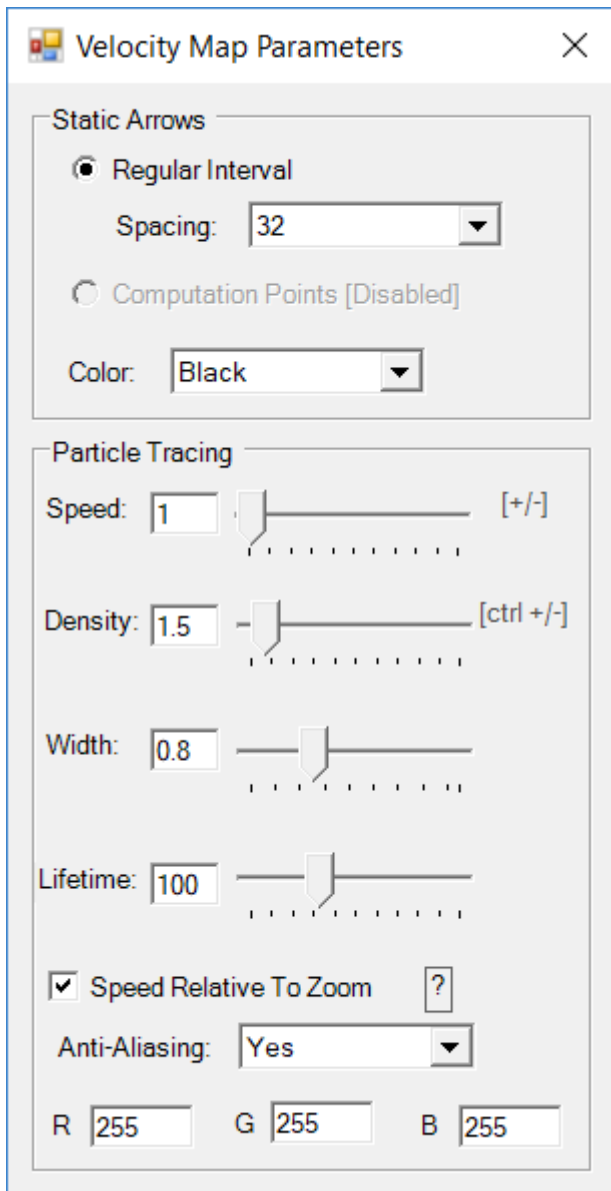 Velocity Map Parameters
Static Arrows
Regular Interval
Spacing: 32
Computation Points [Disabled]
Color: Black
Particle Tracing
Speed: 1 [+/-]
Density: 1.5 [ctrl +/-]
Width: 0.8
Lifetime: 100
Speed Relative To Zoom ?
Anti-Aliasing: Yes
R 255 G 255 B 255